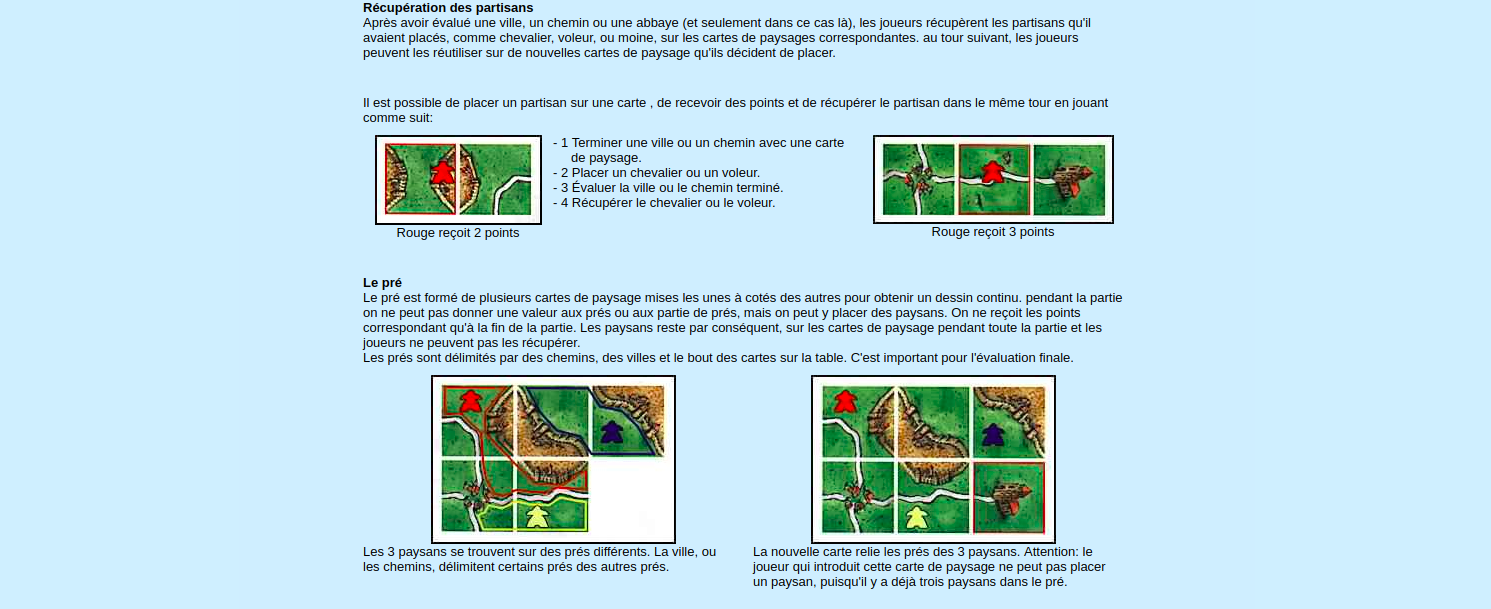 Récupération des partisans
Après avoir évalué une ville, un chemin ou une abbaye (et seulement dans ce cas là), les joueurs récupèrent les partisans qu'il
avaient placés, comme chevalier, voleur, ou moine, sur les cartes de paysages correspondantes. au tour suivant, les joueurs
peuvent les réutiliser sur de nouvelles cartes de paysage qu'ils décident de placer.
Il est possible de placer un partisan sur une carte , de recevoir des points et de récupérer le partisan dans le même tour en jouant
comme suit:
- 1 Terminer une ville ou un chemin avec une carte
de paysage.
- 2 Placer un chevalier ou un voleur.
- 3 Évaluer la ville ou le chemin terminé.
- 4 Récupérer le chevalier ou le voleur.
Rouge reçoit 2 points
Rouge reçoit 3 points
Le pré
Le pré est formé de plusieurs cartes de paysage mises les unes à cotés des autres pour obtenir un dessin continu. pendant la partie
on ne peut pas donner une valeur aux prés ou aux partie de prés, mais on peut y placer des paysans. On ne reçoit les points
correspondant qu'à la fin de la partie. Les paysans reste par conséquent, sur les cartes de paysage pendant toute la partie et les
joueurs ne peuvent pas les récupérer.
Les prés sont délimités par des chemins, des villes et le bout des cartes sur la table. C'est important pour l'évaluation finale.
Les 3 paysans se trouvent sur des prés différents. La ville, ou
les chemins, délimitent certains prés des autres prés.
La nouvelle carte relie les prés des 3 paysans. Attention: le
joueur qui introduit cette carte de paysage ne peut pas placer
un paysan, puisqu'il y a déjà trois paysans dans le pré.